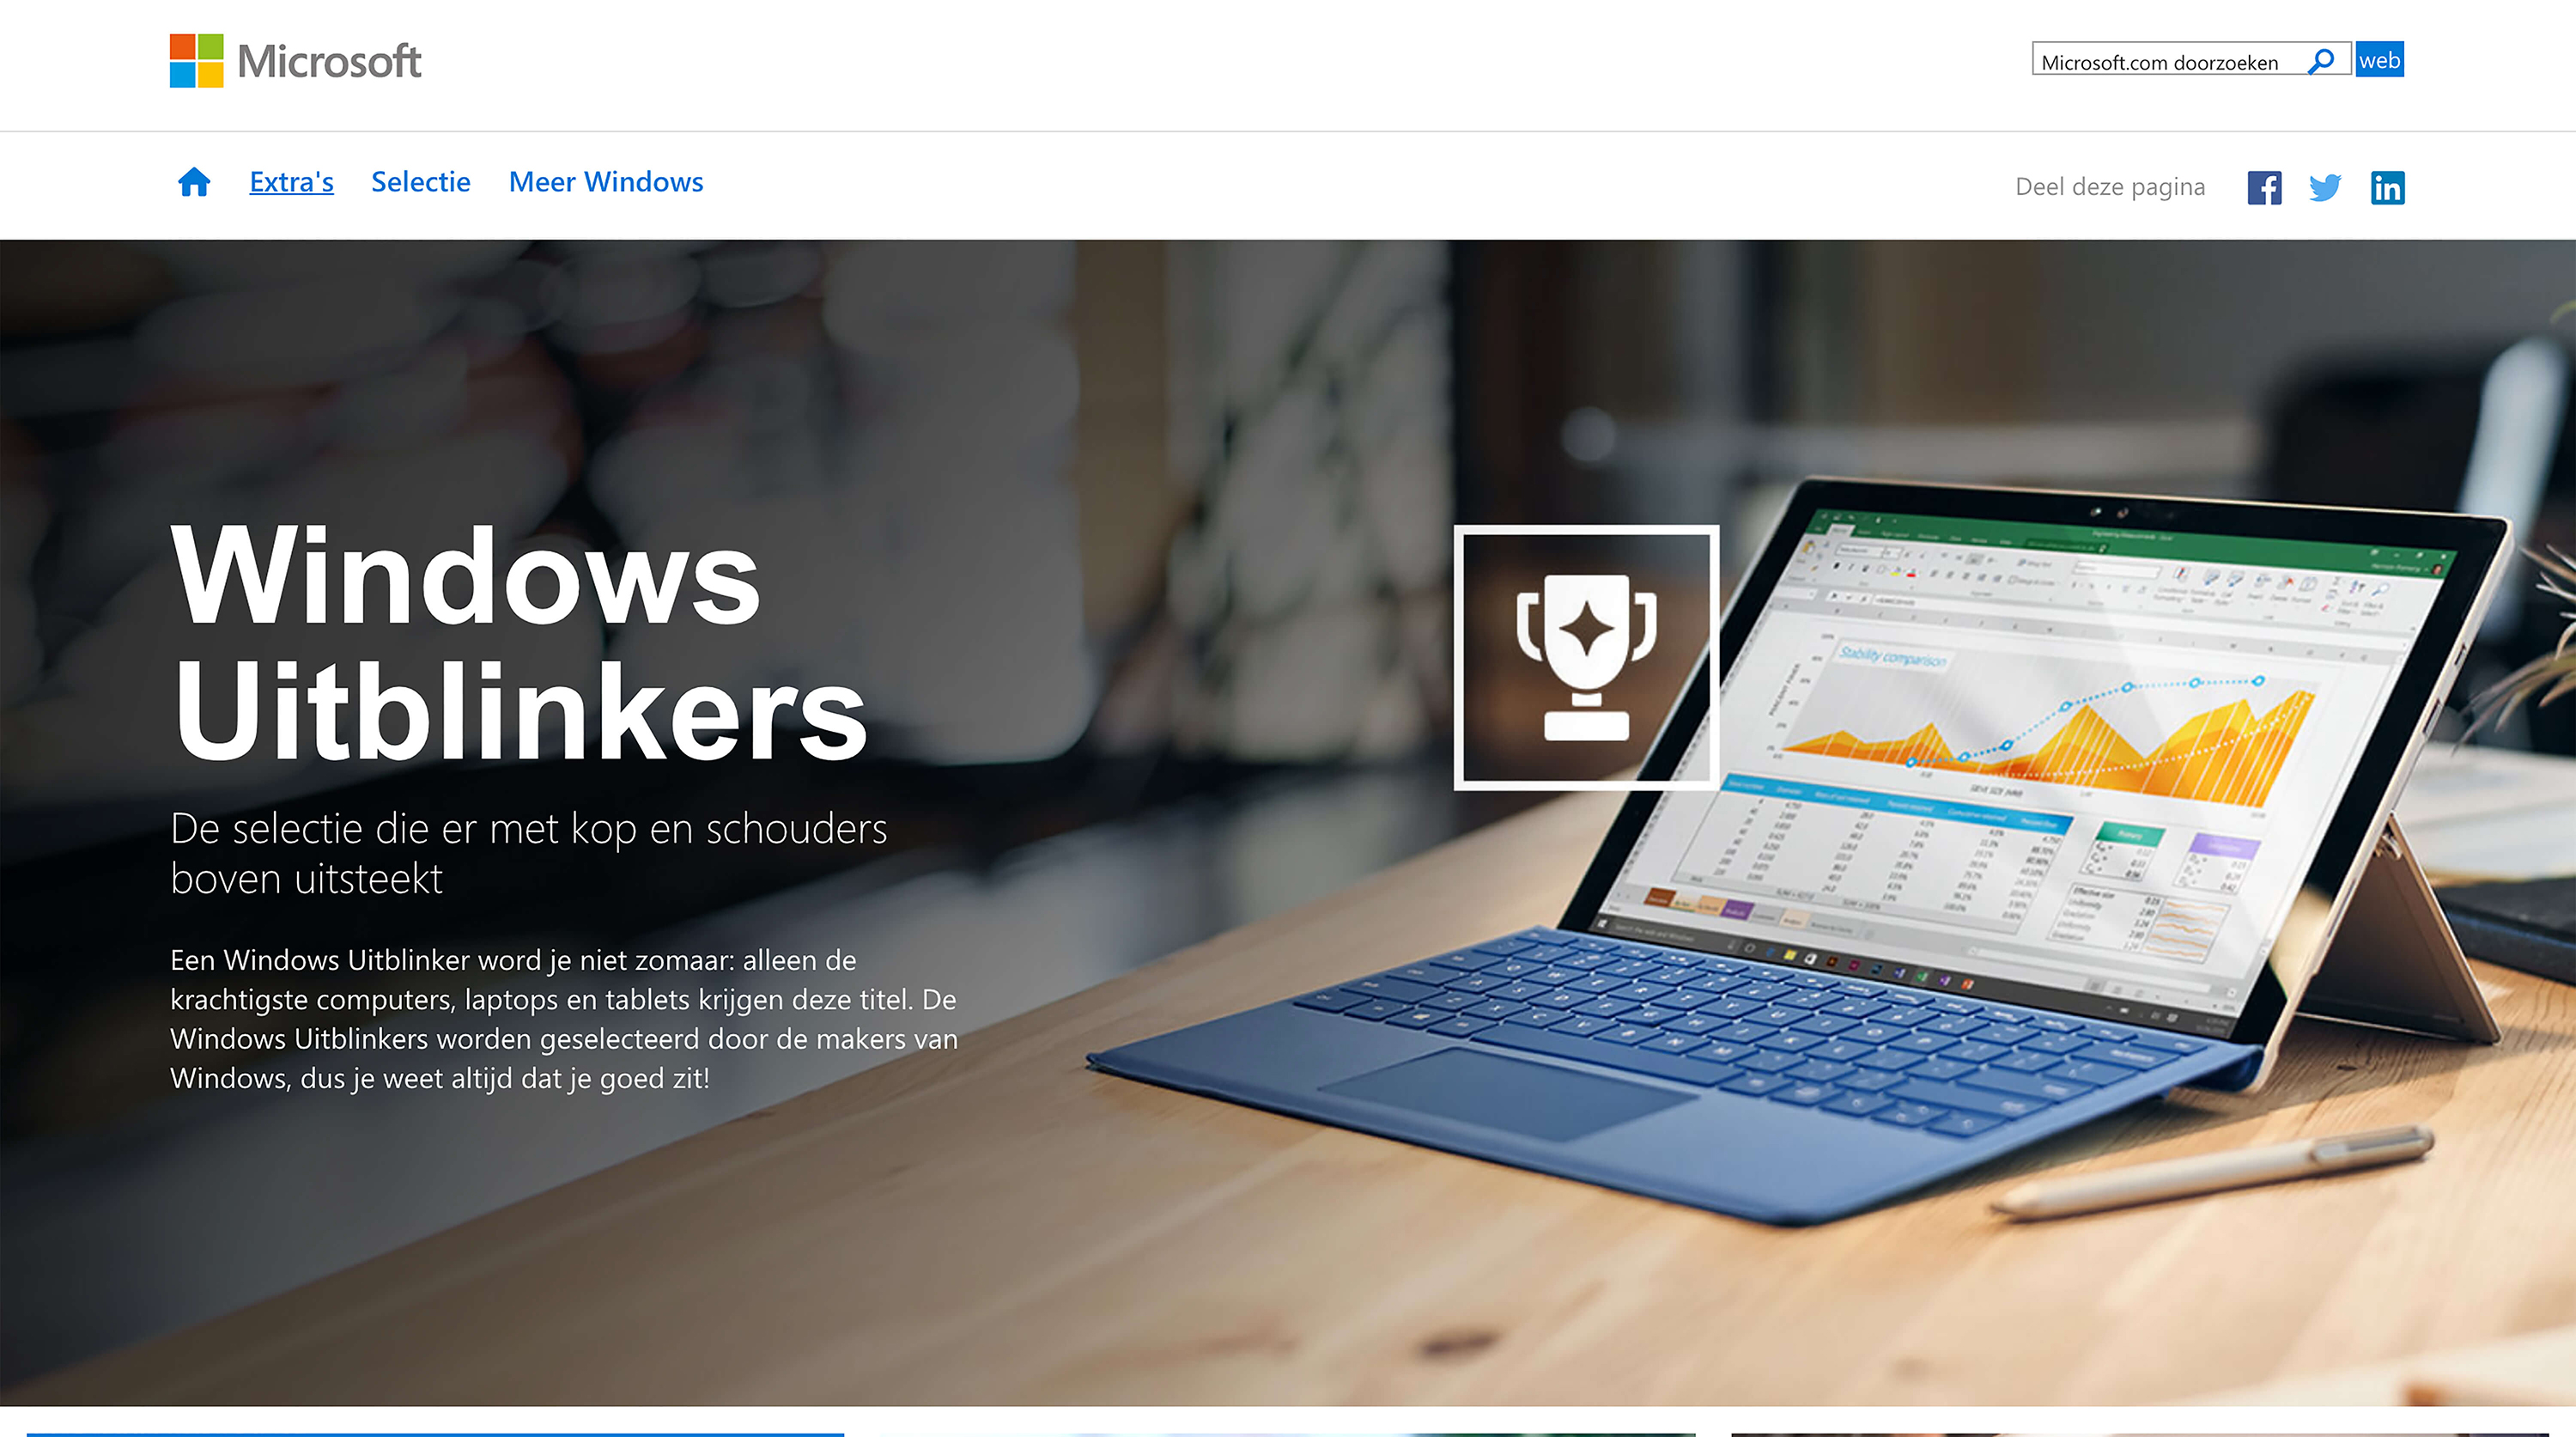 Microsoft
Microsoft.com doorzoeken
web
Extra's
Selectie
Meer Windows
Deel deze pagina
Windows
Uitblinkers
De selectie die er met kop en schouders
boven uitsteekt
Een Windows Uitblinker word je niet zomaar: alleen de
krachtigste computers, laptops en tablets krijgen deze titel. De
Windows Uitblinkers worden geselecteerd door de makers van
Windows, dus je weet altijd dat je goed zit!
Stability comparison